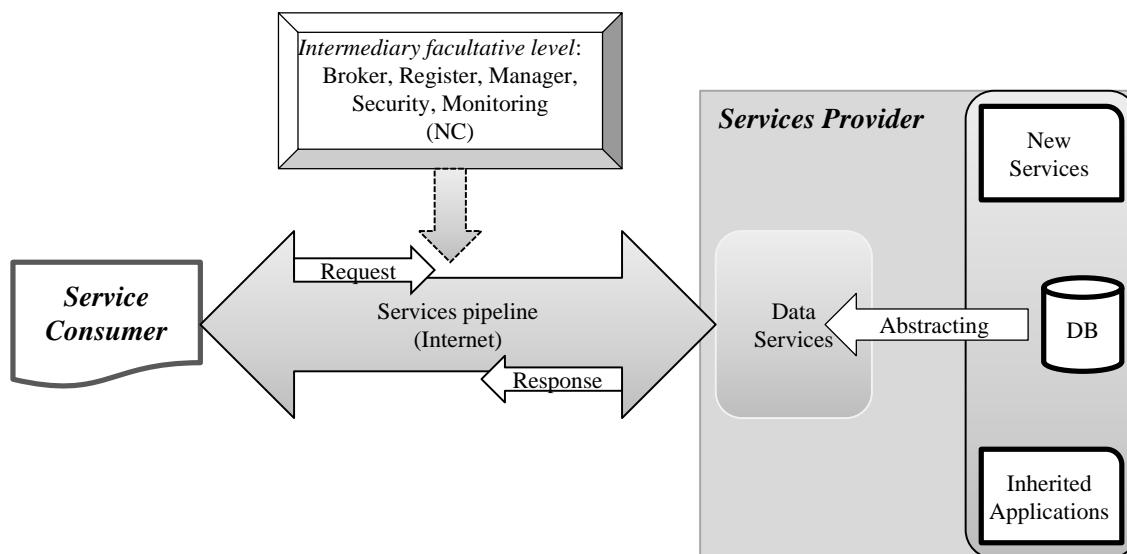 Intermediary facultative level:
Broker, Register, Manager,
Security, Monitoring
(NC)
Services Provider
New
Services
Request
Service
Consumer
Services pipeline
(Internet)
Data
Services
Abstracting
DB
Response
Inherited
Applications